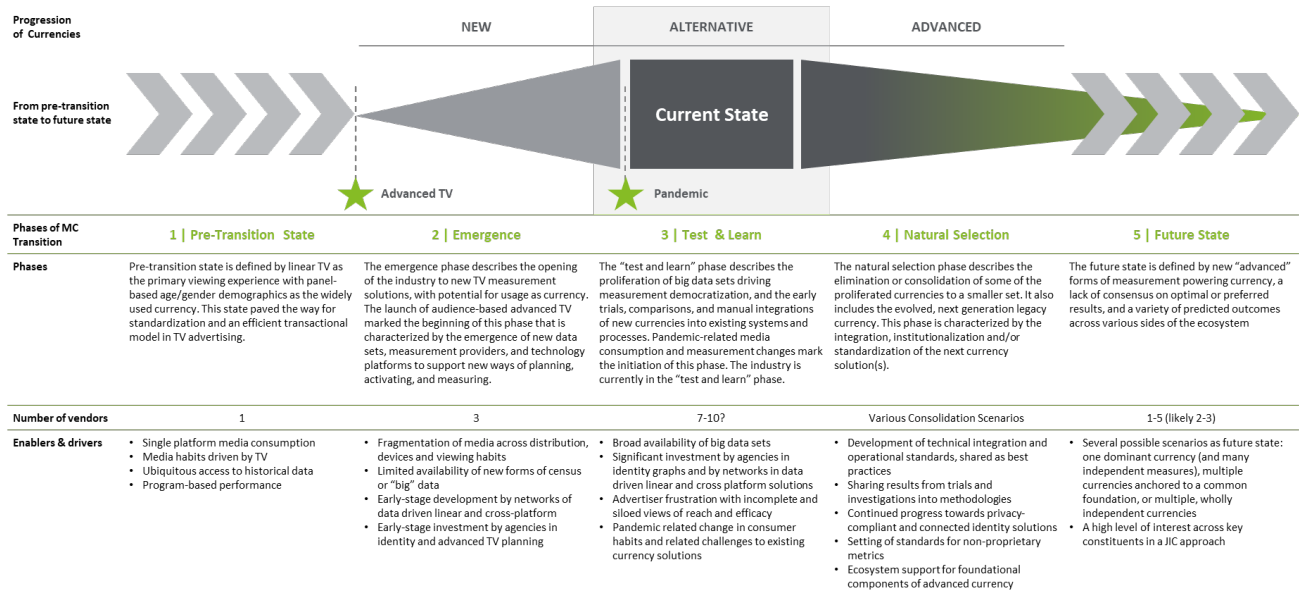 Progression
of Currencies
NEW
ALTERNATIVE
ADVANCED
From pre-transition
state to future state
Current State
Advanced TV
Pandemic
Phases of MC
Transition
1 | Pre-Transition State
2 | Emergence
3 | Test & Learn
4 | Natural Selection
5 | Future State
Phases
Pre-transition state is defined by linear TV as
the primary viewing experience with panel-
based age/gender demographics as the widely
used currency. This state paved the way for
standardization and an efficient transactional
model in TV advertising.
The emergence phase describes the opening
of the industry to new TV measurement
solutions, with potential for usage as currency.
The launch of audience-based advanced TV
marked the beginning of this phase that is
characterized by the emergence of new data
sets, measurement providers, and technology
platforms to support new ways of planning,
activating, and measuring.
The “test and learn” phase describes the
proliferation of big data sets driving
measurement democratization, and the early
trials, comparisons, and manual integrations
of new currencies into existing systems and
processes. Pandemic-related media
consumption and measurement changes mark
the initiation of this phase. The industry is
currently in the “test and learn” phase.
The natural selection phase describes the
elimination or consolidation of some of the
proliferated currencies to a smaller set. It also
includes the evolved, next generation legacy
currency. This phase is characterized by the
integration, institutionalization and/or
standardization of the next currency
solution(s).
The future state is defined by new “advanced”
forms of measurement powering currency, a
lack of consensus on optimal or preferred
results, and a variety of predicted outcomes
across various sides of the ecosystem
Number of vendors
1
3
7-10?
Various Consolidation Scenarios
1-5 (likely 2-3)
Enablers & drivers
• Single platform media consumption
• Media habits driven by TV
• Ubiquitous access to historical data
• Program-based performance
• Fragmentation of media across distribution,
devices and viewing habits
• Limited availability of new forms of census
or “big” data
• Early-stage development by networks of
data driven linear and cross-platform
• Early-stage investment by agencies in
identity and advanced TV planning
• Broad availability of big data sets
• Significant investment by agencies in
identity graphs and by networks in data
driven linear and cross platform solutions
• Advertiser frustration with incomplete and
siloed views of reach and efficacy
• Pandemic related change in consumer
habits and related challenges to existing
currency solutions
• Development of technical integration and
operational standards, shared as best
practices
• Sharing results from trials and
investigations into methodologies
• Continued progress towards privacy-
compliant and connected identity solutions
• Setting of standards for non-proprietary
metrics
• Ecosystem support for foundational
components of advanced currency
• Several possible scenarios as future state:
one dominant currency (and many
independent measures), multiple
currencies anchored to a common
foundation, or multiple, wholly
independent currencies
• A high level of interest across key
constituents in a JIC approach